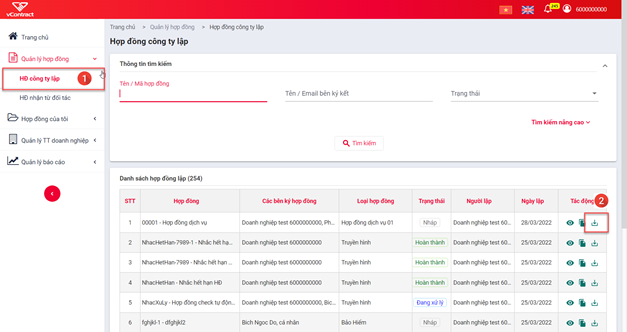 vContract
243
6000000000
Trang chủ
Quản lý hợp đồng
HĐ công ty lập
1
HĐ nhận từ đối tác
Hợp đồng của tôi
Quản lý TT doanh nghiệp
Quản lý báo cáo
Trang chủ > Quản lý hợp đồng > Hợp đồng công ty lập
Hợp đồng công ty lập
Thông tin tìm kiếm
Tên / Mã hợp đồng
Tên / Email bên ký kết
Trạng thái
Tìm kiếm nâng cao
Tìm kiếm
Danh sách hợp đồng lập (254)
2
STT Hợp đồng Các bên ký hợp đồng Loại hợp đồng Trạng thái Người lập Ngày lập Tác động
1 00001 - Hợp đồng dịch vụ Doanh nghiệp test 6000000000, Ph... Hợp đồng dịch vụ 01 Nháp Doanh nghiệp test 60... 28/03/2022
2 NhacHetHan-7989-1 - Nhắc hết hạ... Doanh nghiệp test 6000000000 Truyền hình Hoàn thành Doanh nghiệp test 60... 25/03/2022
3 NhacHetHan-7989 - Nhắc hết hạn ... Doanh nghiệp test 6000000000 Truyền hình Hoàn thành Doanh nghiệp test 60... 25/03/2022
4 NhacHetHan - Nhắc hết hạn HĐ Doanh nghiệp test 6000000000 Truyền hình Hoàn thành Doanh nghiệp test 60... 25/03/2022
5 NhacXuLy - Hợp đồng check tự độn... Doanh nghiệp test 6000000000, Bic... Truyền hình Đang xử lý Doanh nghiệp test 60... 25/03/2022
6 fghjkl-1 - dfghjkl2 Bich Ngoc Do, cá nhân Bảo Hiểm Nháp Doanh nghiệp test 60... 25/03/2022